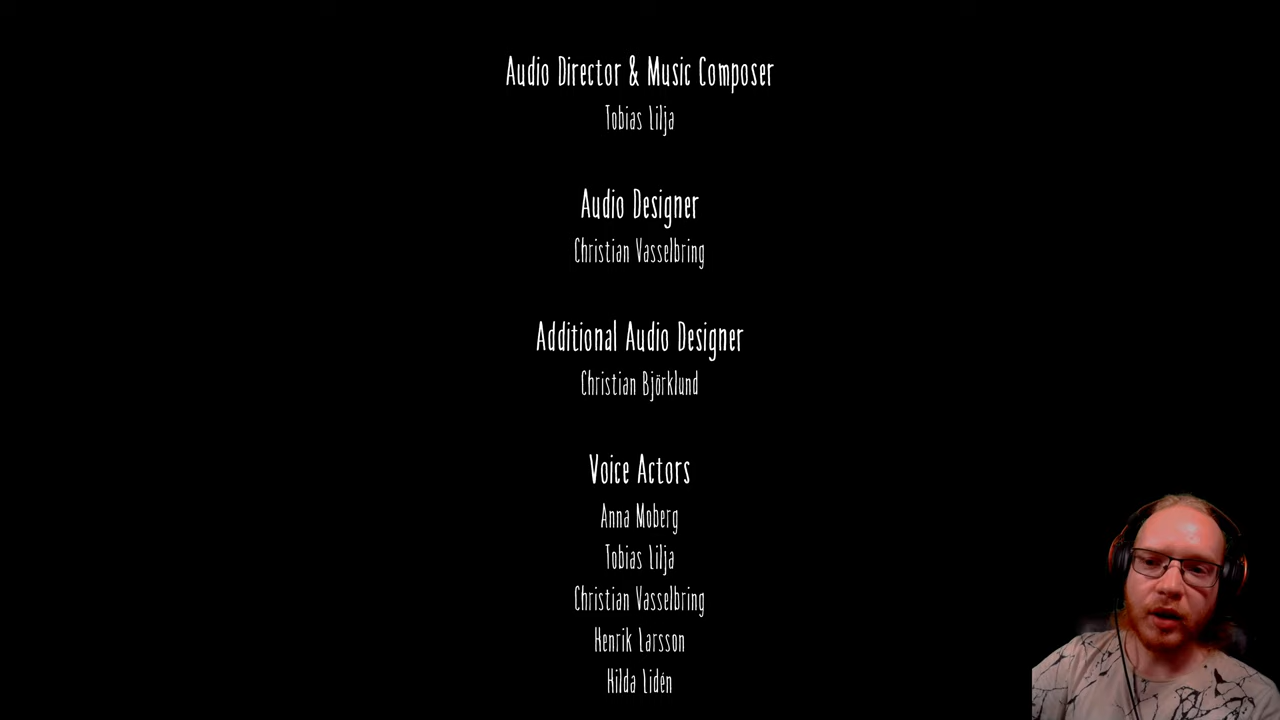 Audio Director & Music Composer
Tobias Lilja
Audio Designer
Christian Vasselbring
Additional Audio Designer
Christian Björklund
Voice Actors
Anna Moberg
Tobias Lilja
Christian Vasselbring
Henrik Larsson
Hilda Lidén